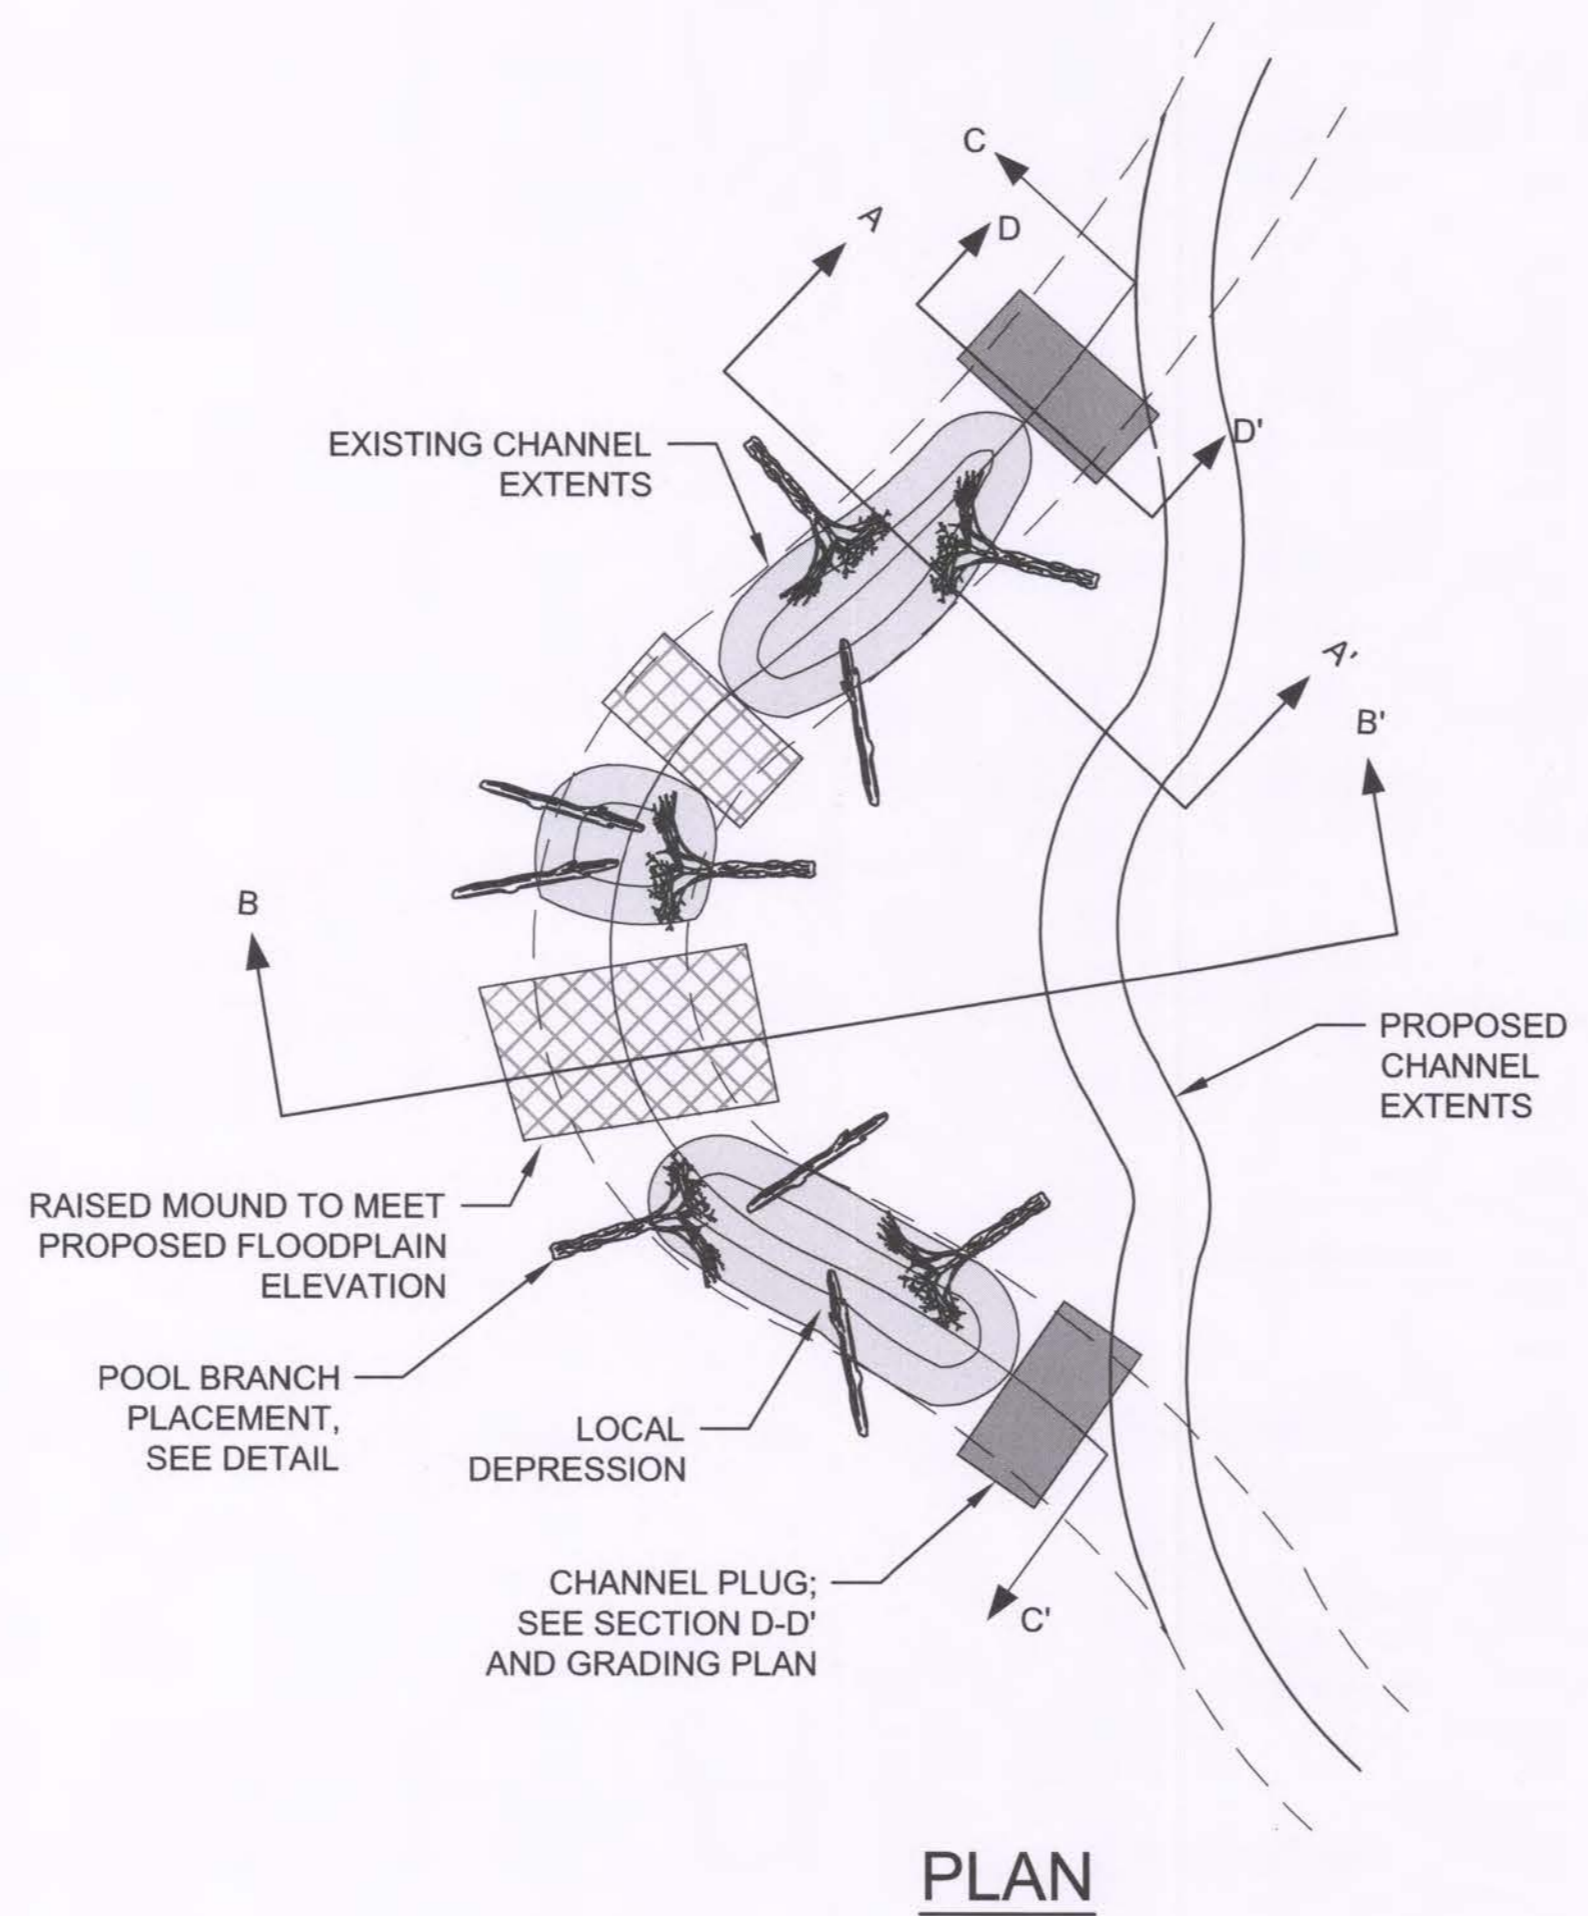 C
A
D
D'
EXISTING CHANNEL
EXTENTS
A'
B'
B
PROPOSED
CHANNEL
EXTENTS
RAISED MOUND TO MEET
PROPOSED FLOODPLAIN
ELEVATION
POOL BRANCH
PLACEMENT,
SEE DETAIL
LOCAL
DEPRESSION
CHANNEL PLUG;
SEE SECTION D-D'
AND GRADING PLAN
C'
PLAN